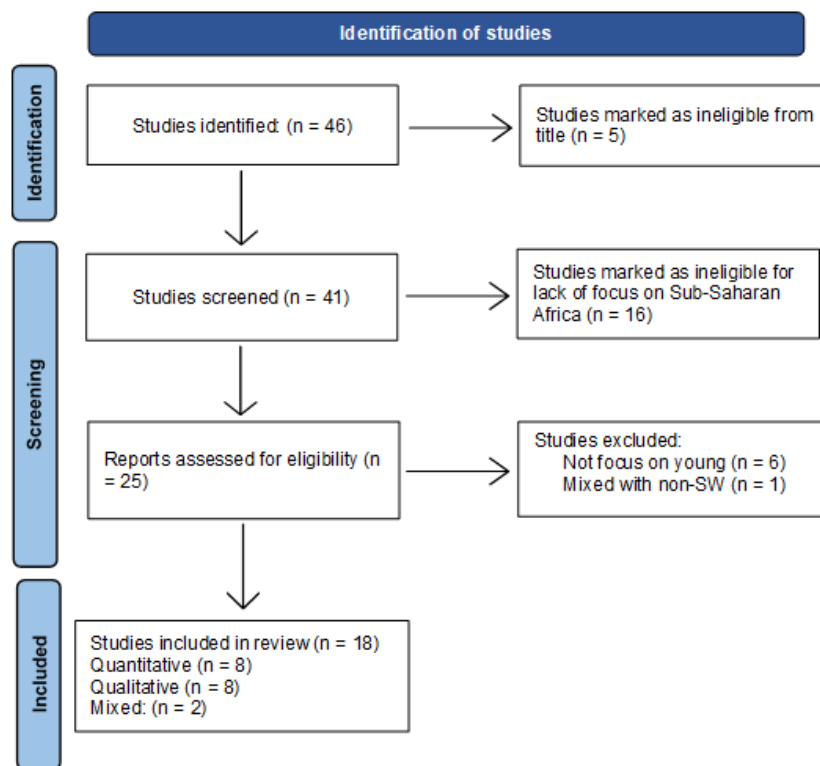 Identification of studies
Identification
Studies identified: (n = 46)
Studies marked as ineligible from
title (n = 5)
Screening
Studies screened (n = 41)
Studies marked as ineligible for
lack of focus on Sub-Saharan
Africa (n = 16)
Reports assessed for eligibility (n
= 25)
Studies excluded:
Not focus on young (n = 6)
Mixed with non-SW (n = 1)
Included
Studies included in review (n = 18)
Quantitative (n = 8)
Qualitative (n = 8)
Mixed: (n = 2)